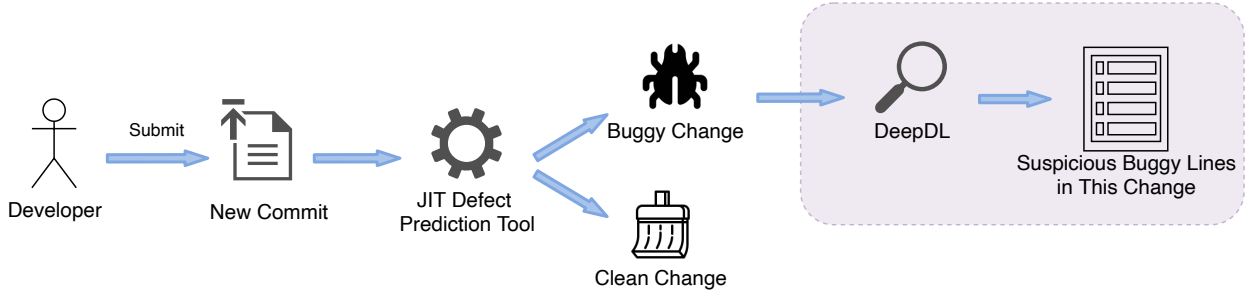 Developer
Submit
New Commit
JIT Defect
Prediction Tool
Buggy Change
Clean Change
DeepDL
Suspicious Buggy Lines
in This Change